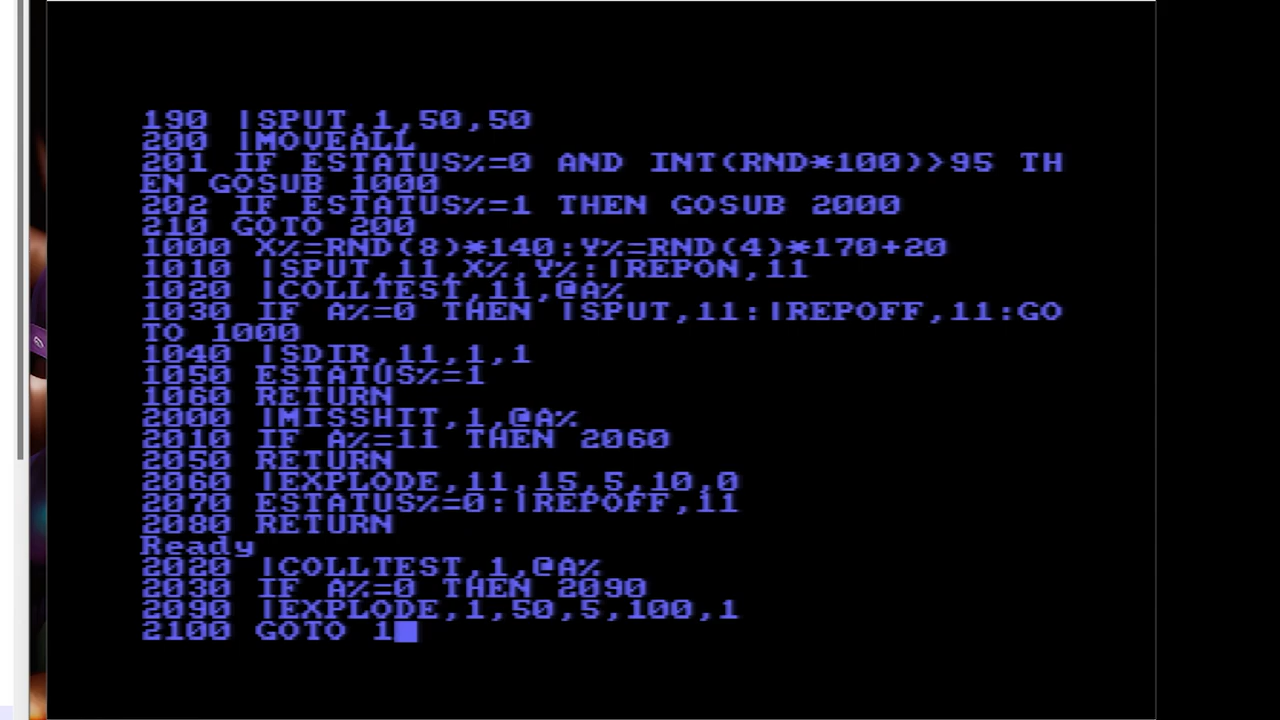 190 |SPUT,1,50,50
200 |MOVEALL
201 IF ESTATUS%=0 AND INT(RND*100)>95 TH
EN GOSUB 1000
202 IF ESTATUS%=1 THEN GOSUB 2000
210 GOTO 200
1000 X%=RND(8)*140:Y%=RND(4)*170+20
1010 |SPUT,11,X%,Y%:|REPON,11
1020 |COLLTEST,11,@A%
1030 IF A%=0 THEN |SPUT,11:|REPOFF,11:GO
TO 1000
1040 |SDIR,11,1,1
1050 ESTATUS%=1
1060 RETURN
2000 |MISSHIT,1,@A%
2010 IF A%=11 THEN 2060
2050 RETURN
2060 |EXPLODE,11,15,5,10,0
2070 ESTATUS%=0:|REPOFF,11
2080 RETURN
Ready
2020 |COLLTEST,1,@A%
2030 IF A%=0 THEN 2090
2090 |EXPLODE,1,50,5,100,1
2100 GOTO 1